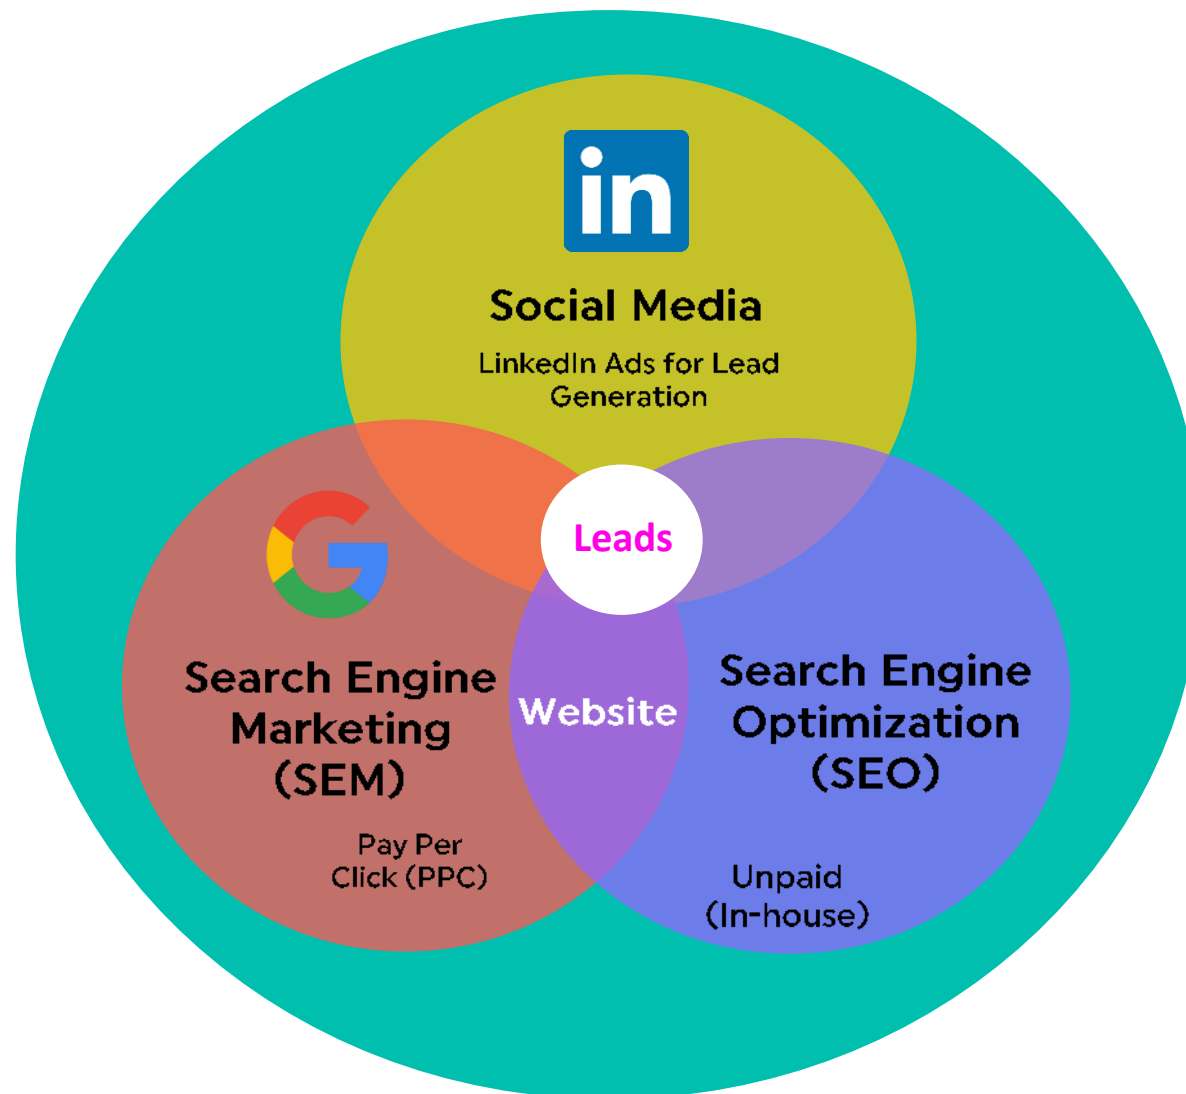 in
Social Media
LinkedIn Ads for Lead
Generation
Leads
Search Engine
Marketing
(SEM)
Pay Per
Click (PPC)
Website
Search Engine
Optimization
(SEO)
Unpaid
(In-house)